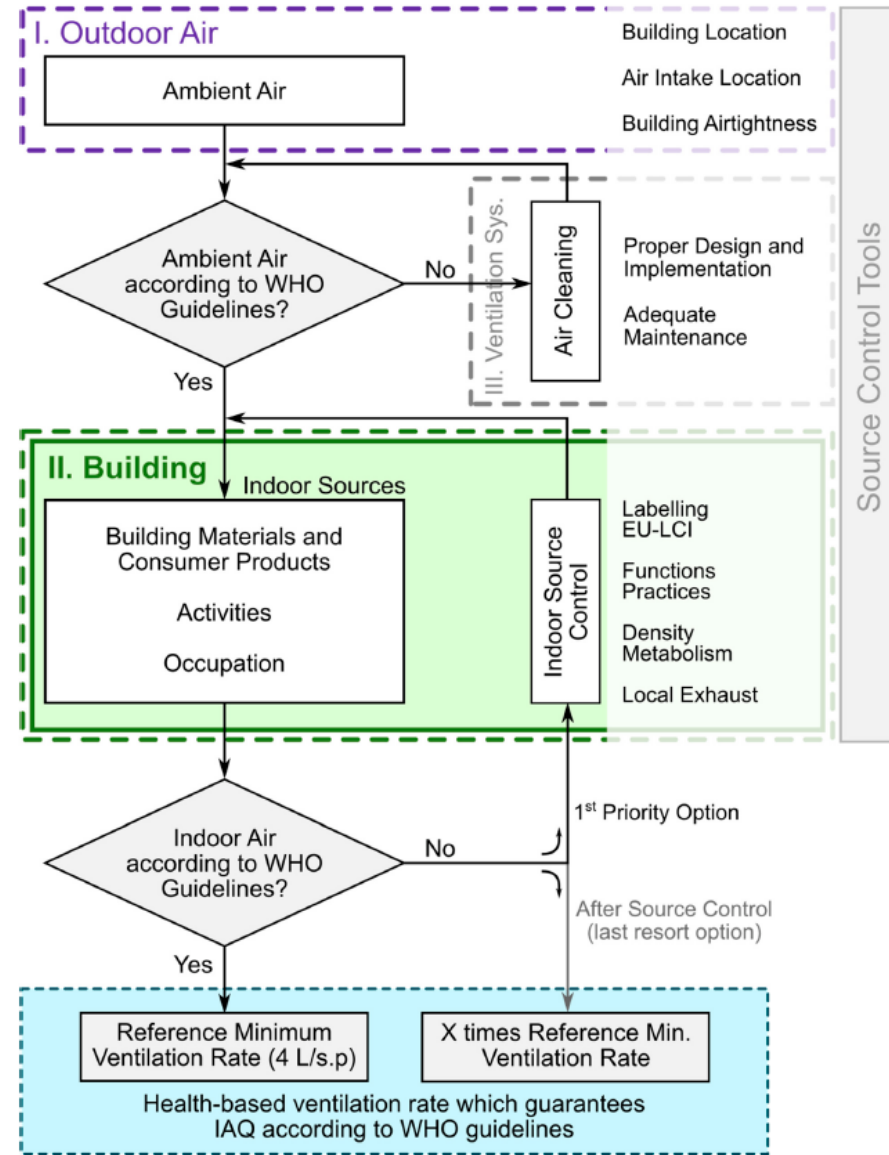 I. Outdoor Air
Ambient Air
Building Location
Air Intake Location
Building Airtightness
Source Control Tools
Ambient Air
according to WHO
Guidelines?
No
Yes
III. Ventilation Sys.
Air Cleaning
Proper Design and
Implementation
Adequate
Maintenance
II. Building
Indoor Sources
Building Materials and
Consumer Products
Activities
Occupation
Indoor Source
Control
Labelling
EU-LCI
Functions
Practices
Density
Metabolism
Local Exhaust
Indoor Air
according to WHO
Guidelines?
No
Yes
1st Priority Option
After Source Control
(last resort option)
Reference Minimum
Ventilation Rate (4 L/s.p)
X times Reference Min.
Ventilation Rate
Health-based ventilation rate which guarantees
IAQ according to WHO guidelines